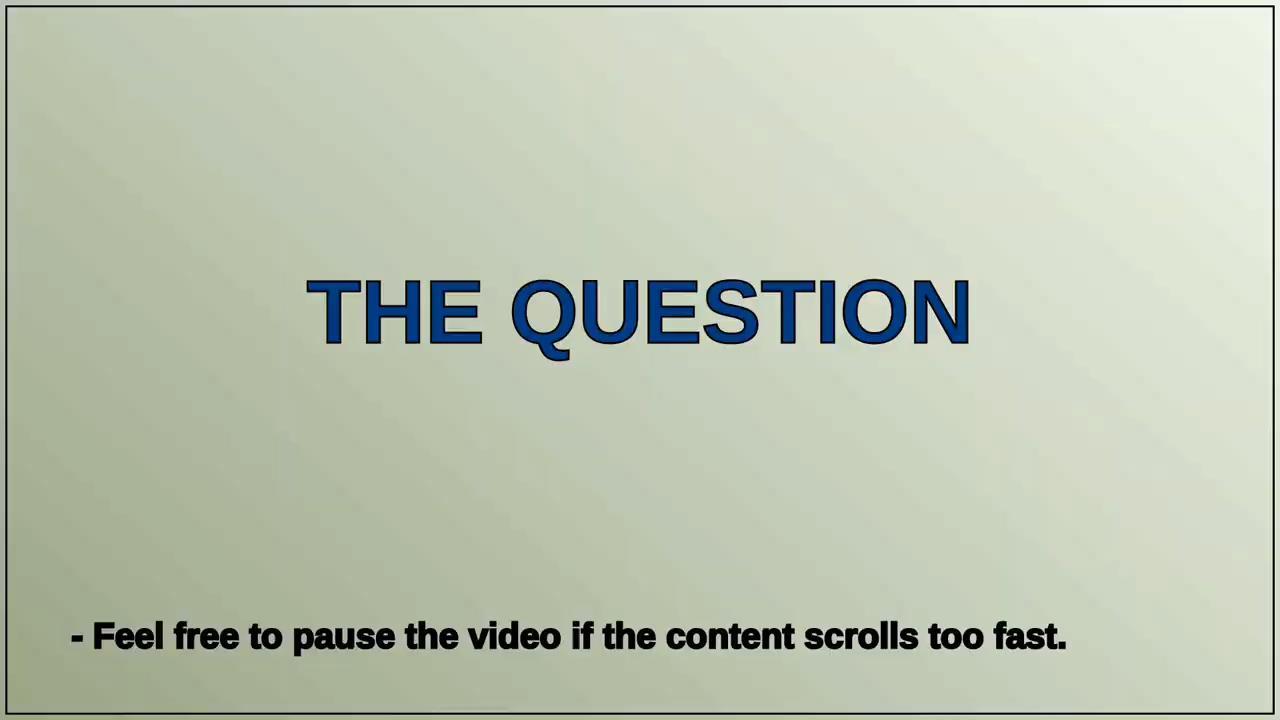 THE QUESTION
- Feel free to pause the video if the content scrolls too fast.